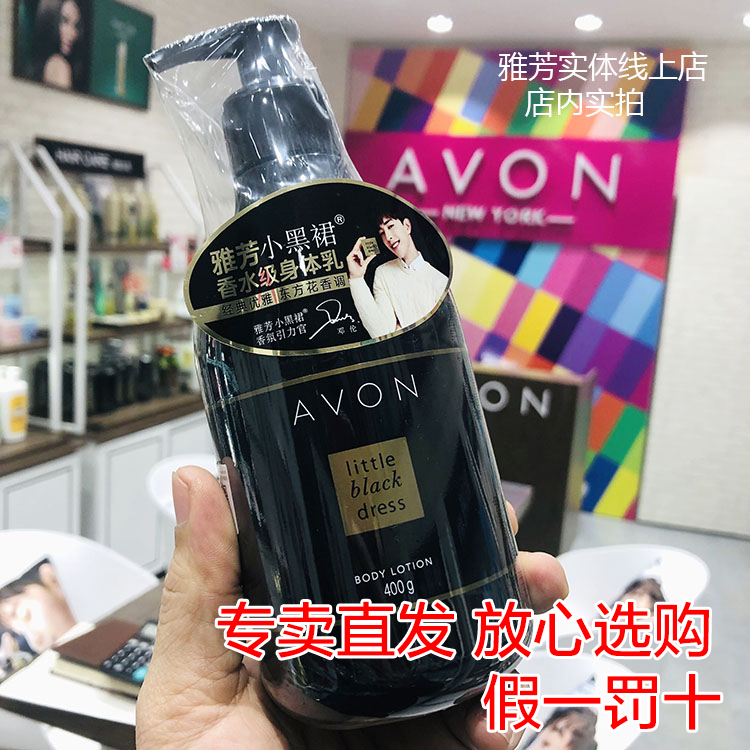 雅芳实体线上店
店内实拍
HAIR CARE
AVON
NEW YORK
雅芳小黑裙®
香水级身体乳
经典优雅 东方花香调
雅芳小黑裙®
香氛引力官
邓伦
AVON
little
black
dress
BODY LOTION
400g
VON
专卖直发 放心选购
假一罚十